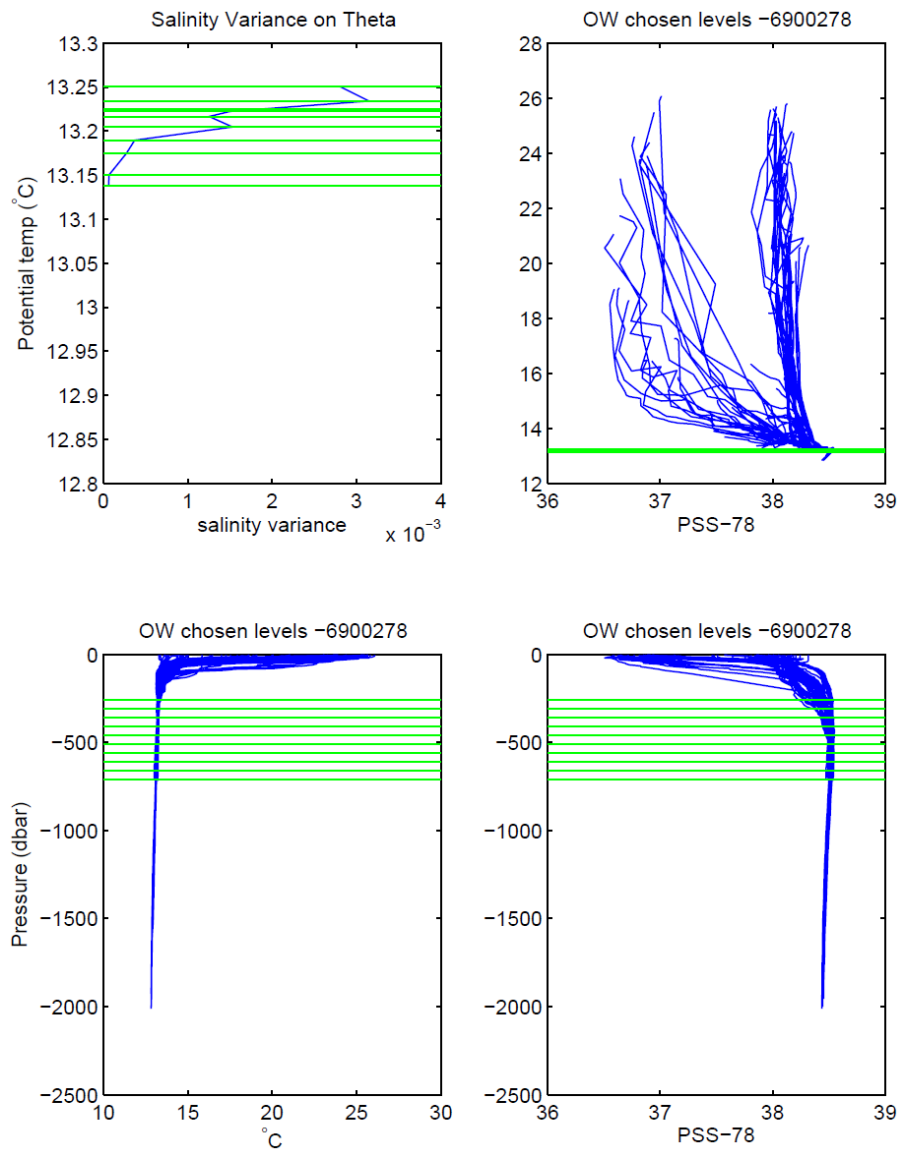 Salinity Variance on Theta
13.3
13.25
13.2
13.15
13.1
13.05
13
12.95
12.9
12.85
12.8
Potential temp (°C)
0 1 2 3 4
salinity variance
x 10−3
OW chosen levels −6900278
28
26
24
22
20
18
16
14
12
36 37 38 39
PSS−78
OW chosen levels −6900278
0
−500
−1000
−1500
−2000
−2500
Pressure (dbar)
10 15 20 25 30
°C
OW chosen levels −6900278
0
−500
−1000
−1500
−2000
−2500
36 37 38 39
PSS−78